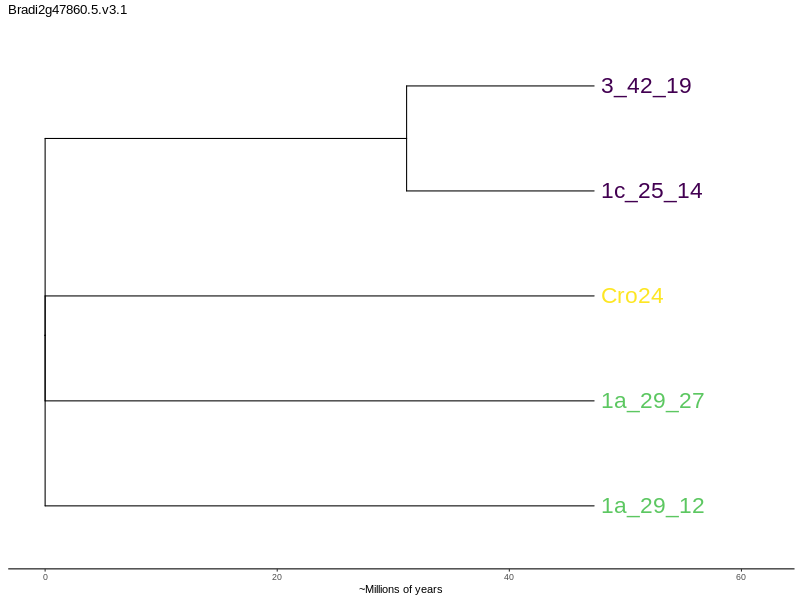 Bradi2g47860.5.v3.1
3_42_19
1c_25_14
Cro24
1a_29_27
1a_29_12
0 20 40 60
~Millions of years